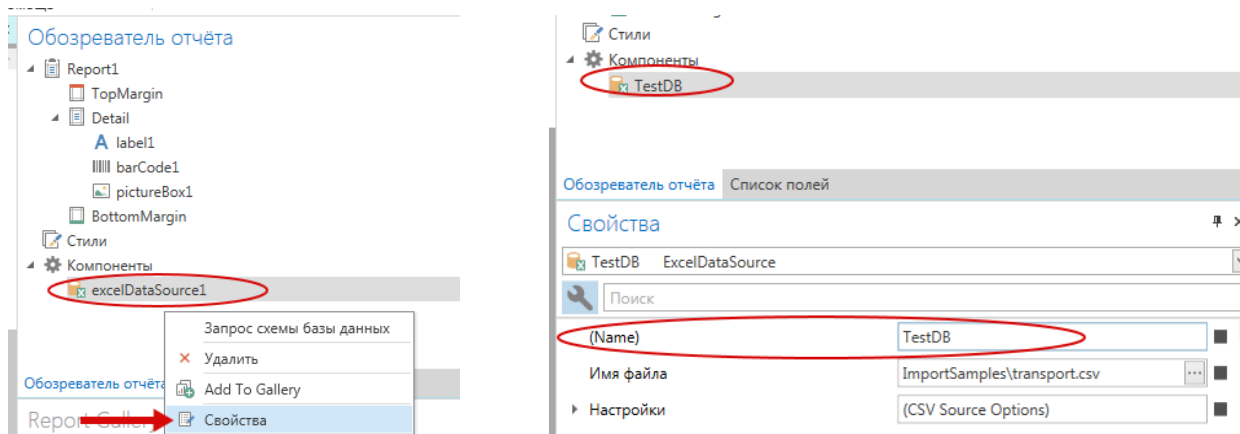 Обозреватель отчёта
Report1
TopMargin
Detail
label1
barCode1
pictureBox1
BottomMargin
Стили
Компоненты
excelDataSource1
Запрос схемы базы данных
Удалить
Обозреватель отчёта
Add To Gallery
Report Gallery
Свойства
Стили
Компоненты
TestDB
Обозреватель отчёта Список полей
Свойства
TestDB ExcelDataSource
Поиск
(Name) TestDB
Имя файла ImportSamples\transport.csv
Настройки (CSV Source Options)